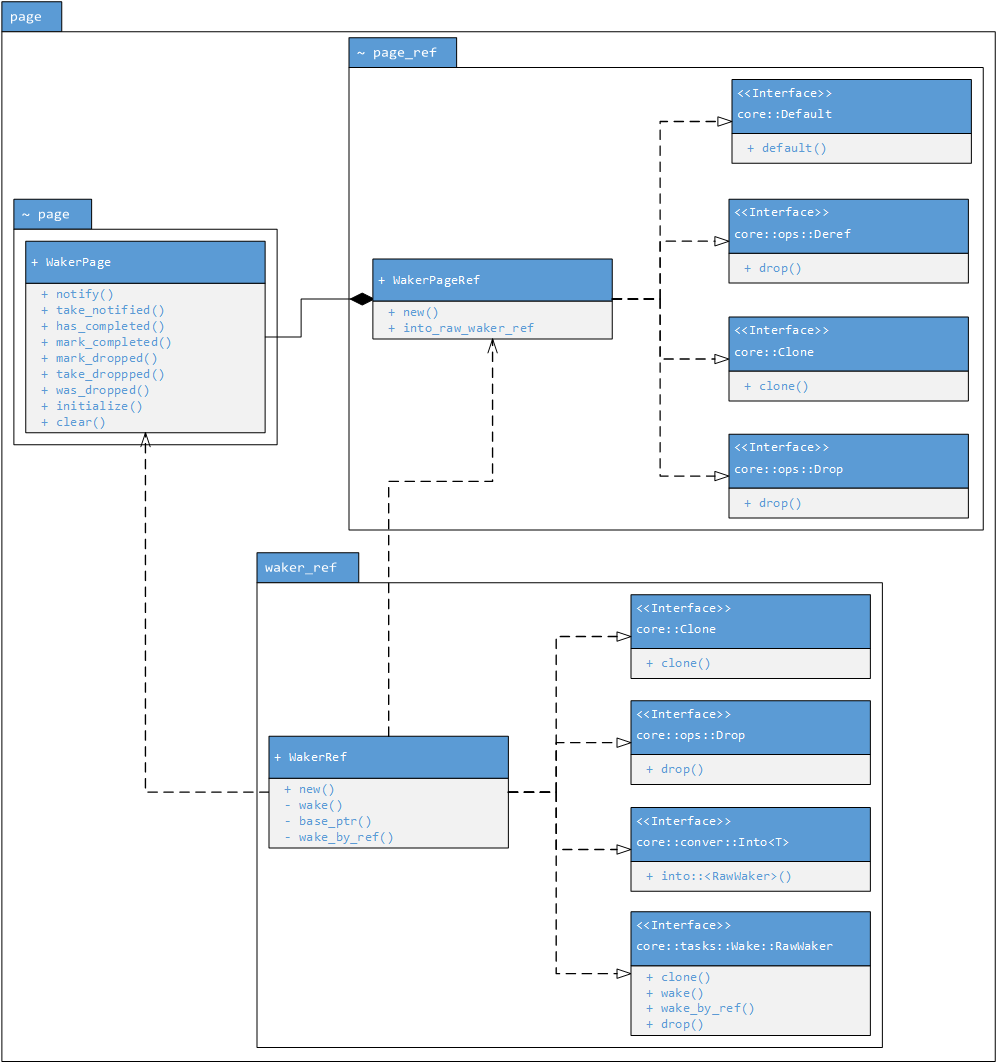 page
~ page_ref
<<Interface>>
core::Default
+ default()
~ page
+ WakerPage
+ notify()
+ take_notified()
+ has_completed()
+ mark_completed()
+ mark_dropped()
+ take_droppped()
+ was_dropped()
+ initialize()
+ clear()
+ WakerPageRef
+ new()
+ into_raw_waker_ref
<<Interface>>
core::ops::Deref
+ drop()
<<Interface>>
core::Clone
+ clone()
<<Interface>>
core::ops::Drop
+ drop()
waker_ref
+ WakerRef
+ new()
- wake()
- base_ptr()
- wake_by_ref()
<<Interface>>
core::Clone
+ clone()
<<Interface>>
core::ops::Drop
+ drop()
<<Interface>>
core::conver::Into<T>
+ into::<RawWaker>()
<<Interface>>
core::tasks::Wake::RawWaker
+ clone()
+ wake()
+ wake_by_ref()
+ drop()